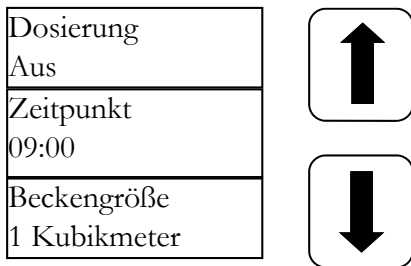 Dosierung
Aus
Zeitpunkt
09:00
Beckengröße
1 Kubikmeter